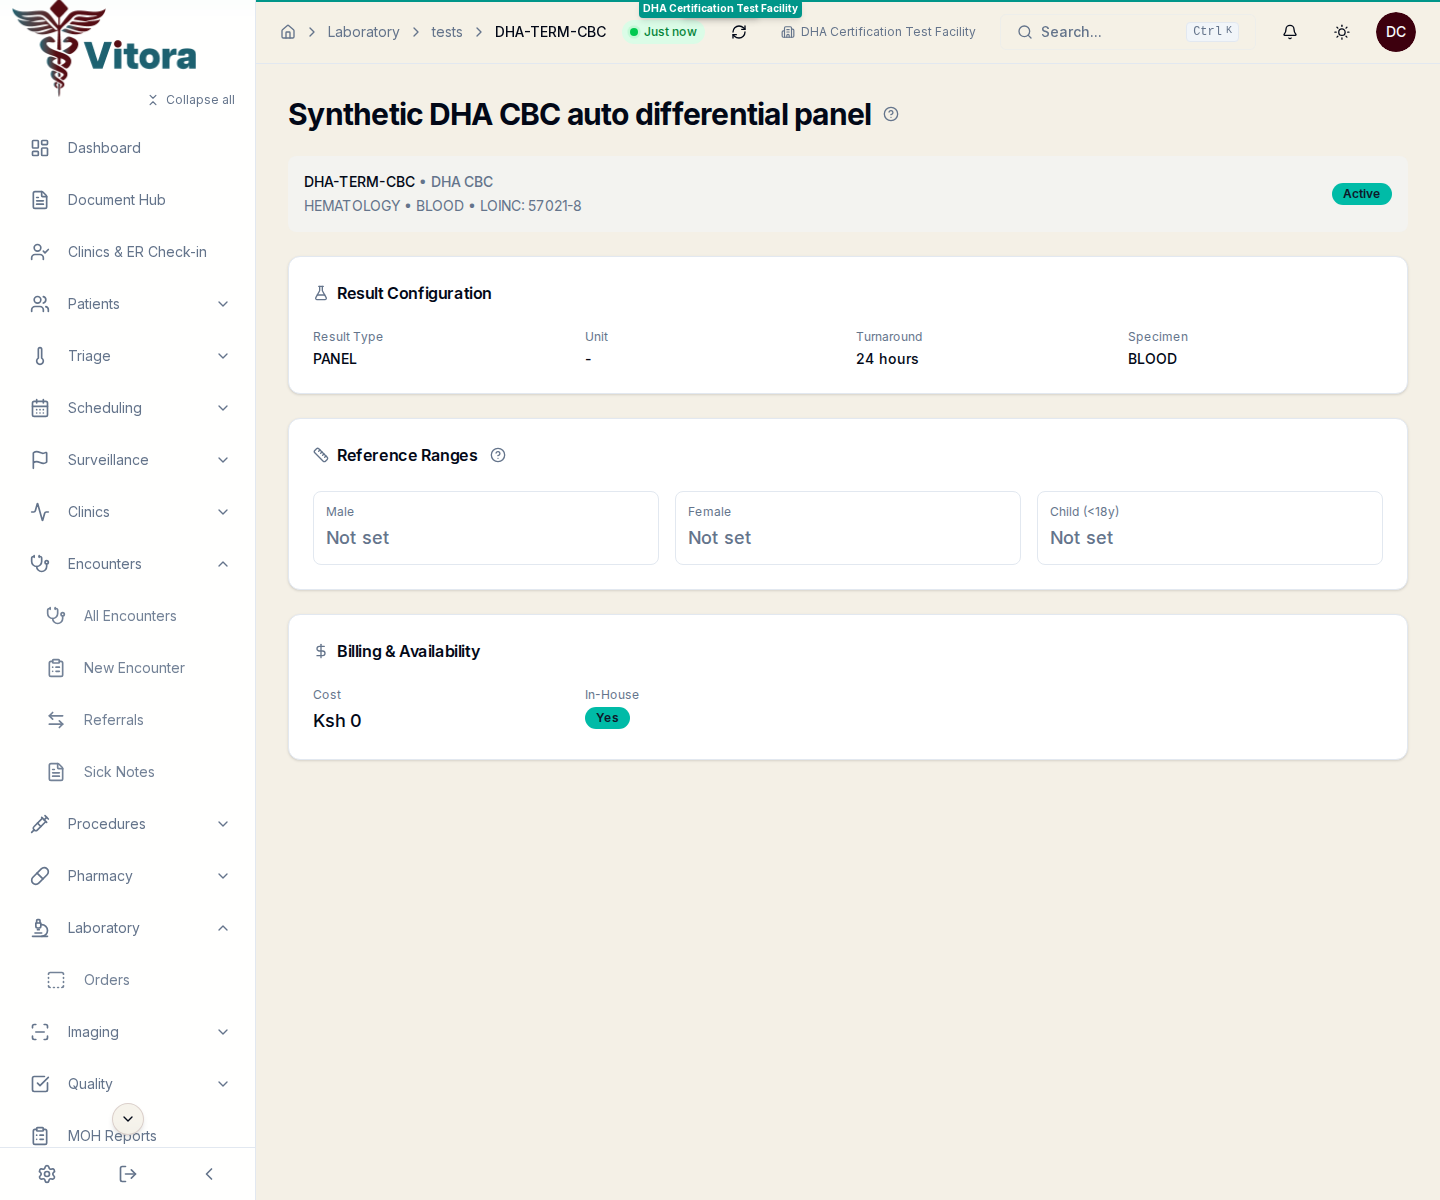 DHA Certification Test Facility
Vitora
Collapse all
Dashboard
Document Hub
Clinics & ER Check-in
Patients
Triage
Scheduling
Surveillance
Clinics
Encounters
All Encounters
New Encounter
Referrals
Sick Notes
Procedures
Pharmacy
Laboratory
Orders
Imaging
Quality
MOH Reports
Laboratory tests DHA-TERM-CBC Just now DHA Certification Test Facility Search... Ctrl K DC
Synthetic DHA CBC auto differential panel
DHA-TERM-CBC • DHA CBC
HEMATOLOGY • BLOOD • LOINC: 57021-8
Active
Result Configuration
Result Type Unit Turnaround Specimen
PANEL - 24 hours BLOOD
Reference Ranges
Male Female Child (<18y)
Not set Not set Not set
Billing & Availability
Cost In-House
Ksh 0 Yes